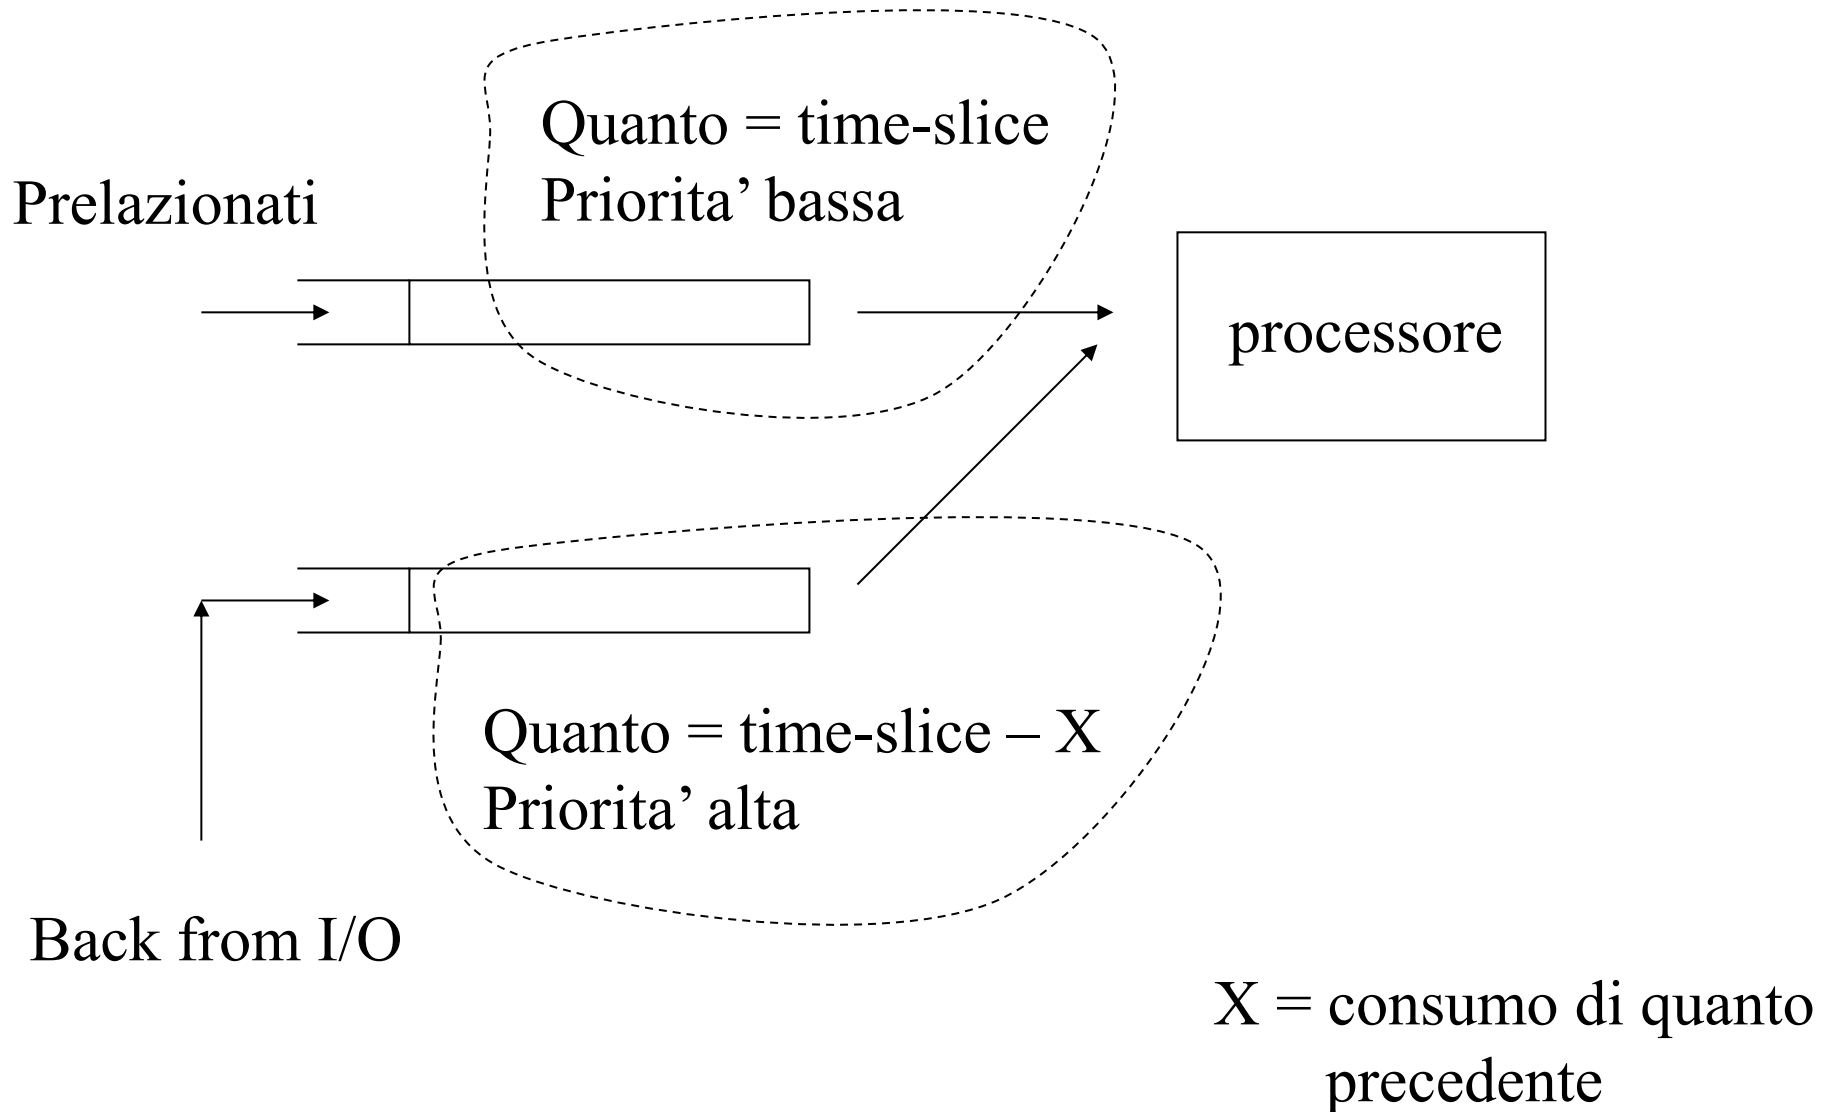 Quanto = time-slice
Priorita’ bassa
Prelazionati
processore
Quanto = time-slice – X
Priorita’ alta
Back from I/O
X = consumo di quanto
precedente